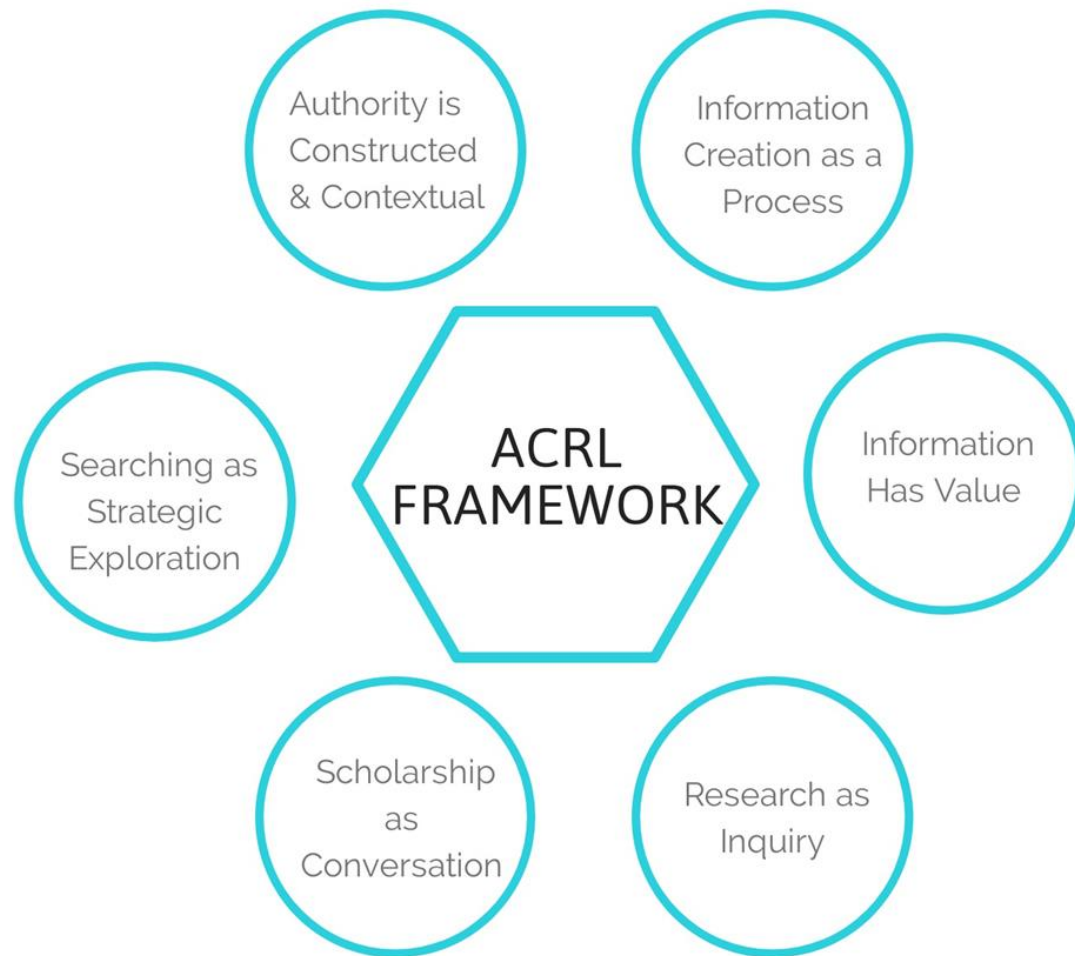 Authority is
Constructed
& Contextual
Information
Creation as a
Process
Searching as
Strategic
Exploration
ACRL
FRAMEWORK
Information
Has Value
Scholarship
as
Conversation
Research as
Inquiry